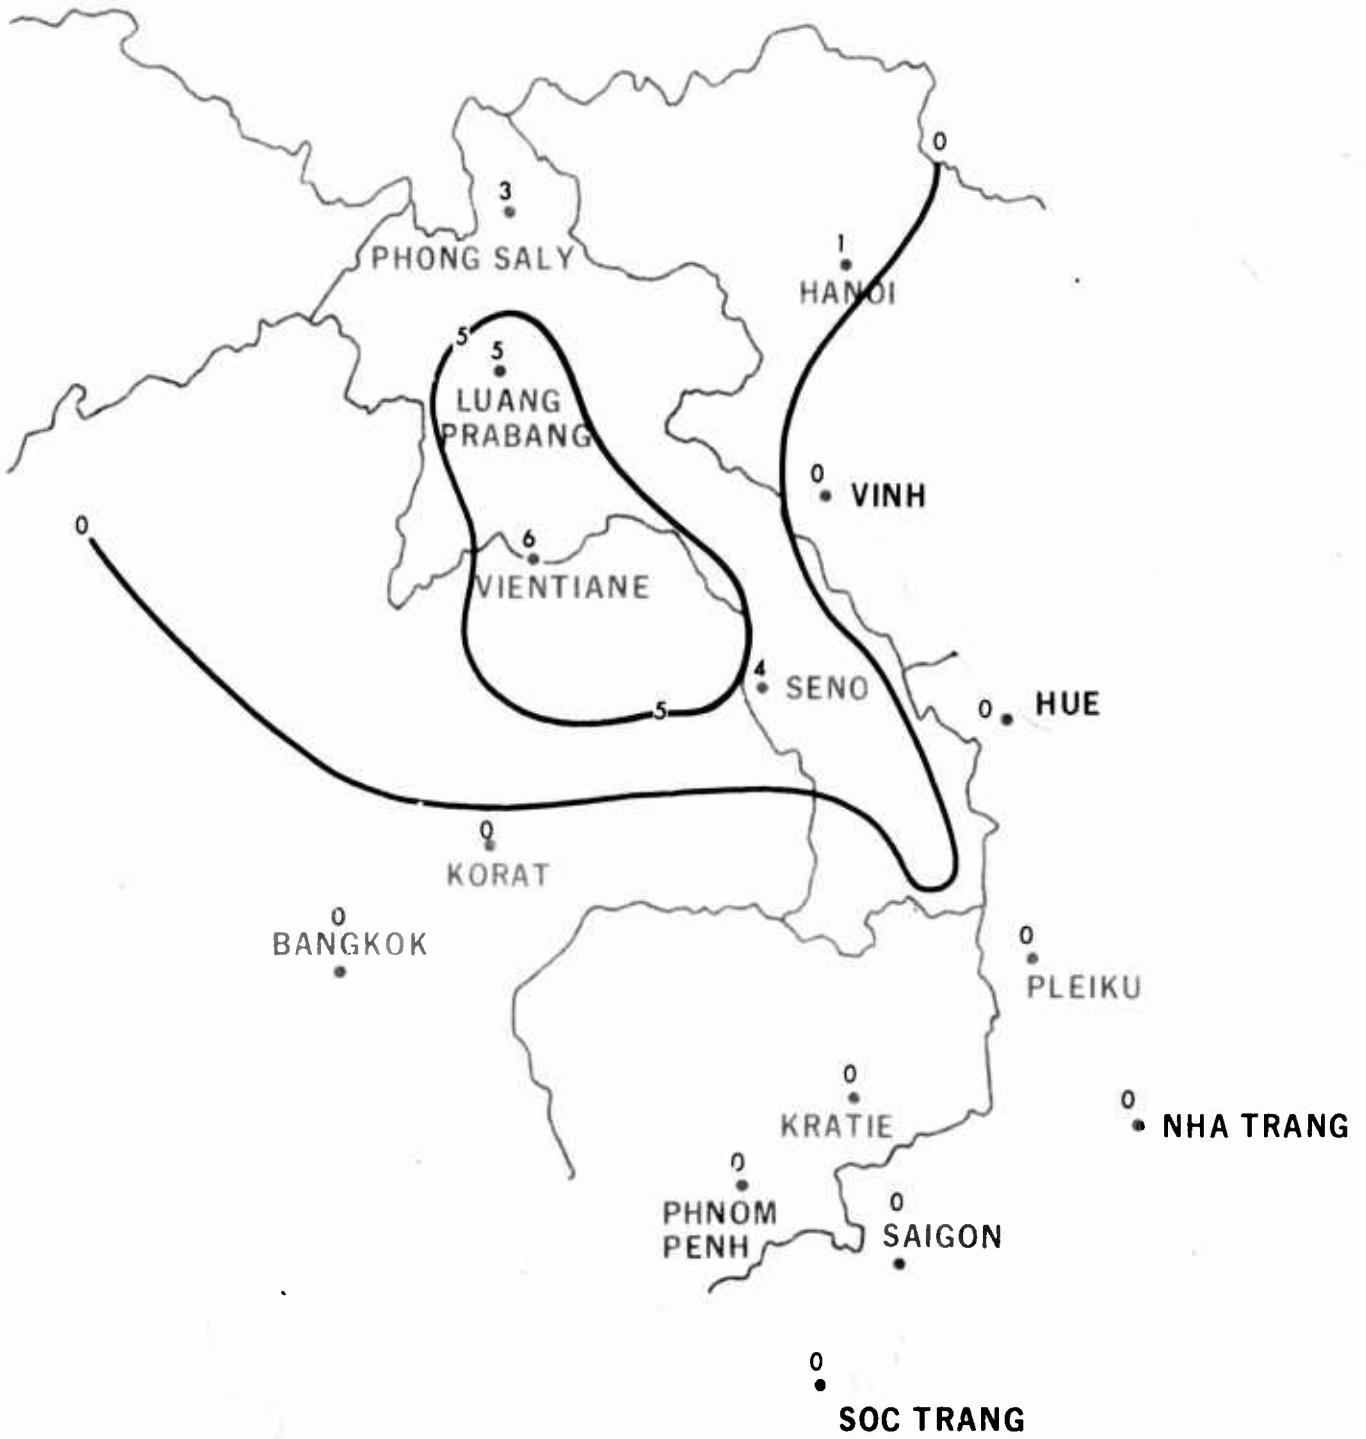 0
3
PHONG SALY
1
HANOI
5
5
LUANG
PRABANG
0
VINH
0
6
VIENTIANE
4
SENO
5
0
HUE
0
KORAT
0
BANGKOK
0
PLEIKU
0
KRATIE
0
NHA TRANG
0
PHNOM
PENH
0
SAIGON
0
SOC TRANG